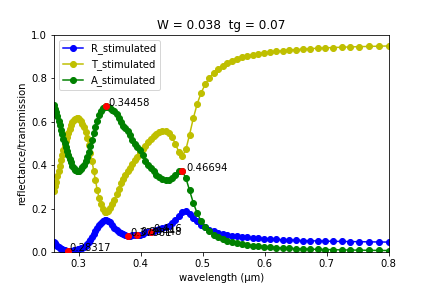 W = 0.038  tg = 0.07
R_stimulated
T_stimulated
A_stimulated
1.0
0.8
0.6
0.4
0.2
0.0
reflectance/transmission
0.34458
0.46694
0.3
0.4
0.5
0.6
0.7
0.8
wavelength (μm)